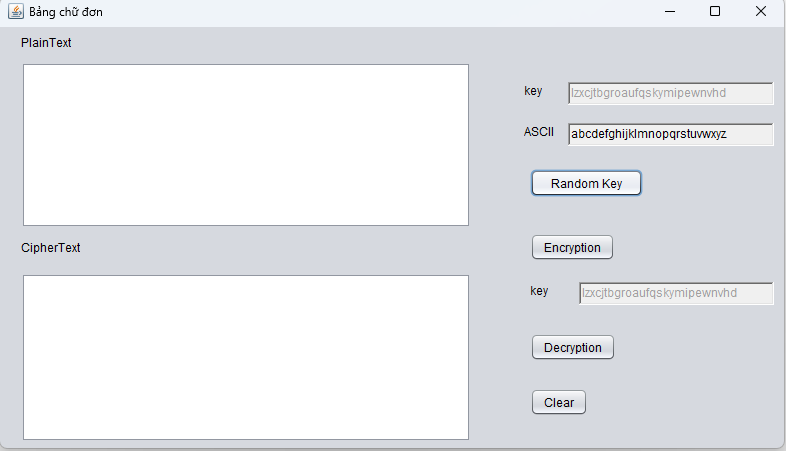 Bảng chữ đơn
PlainText
key lzxcjtbgroaufqskymipewnvhd
ASCII abcdefghijklmnopqrstuvwxyz
Random Key
CipherText
Encryption
key lzxcjtbgroaufqskymipewnvhd
Decryption
Clear